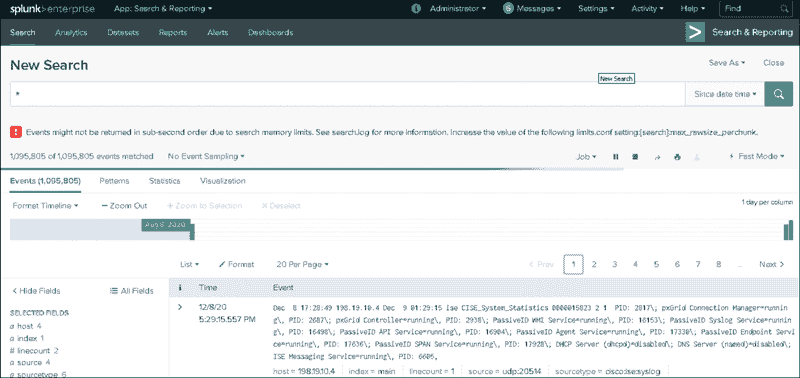 splunk>enterprise App: Search & Reporting Administrator 6 Messages Settings Activity Help Find
Search Analytics Datasets Reports Alerts Dashboards Search & Reporting
New Search Save As Close
New Search
* Since date time
Events might not be returned in sub-second order due to search memory limits. See search.log for more information. Increase the value of the following limits.conf setting:[search]:max_rawsize_perchunk.
1,095,805 of 1,095,805 events matched No Event Sampling Job Fast Mode
Events (1,095,805) Patterns Statistics Visualization
Format Timeline — Zoom Out + Zoom to Selection × Deselect 1 day per column
2020
List Format 20 Per Page < Prev 1 2 3 4 5 6 7 8 ... Next >
< Hide Fields All Fields i Time Event
SELECTED FIELDS
a host 4
a index 1
# linecount 2
a source 4
a sourcetype 6
> 12/8/20
5:29:15.557 PM
Dec 8 17:28:49 198.19.10.4 Dec 9 01:29:15 ise CISE_System_Statistics 2 1 PID: 2817\; pxGrid Connection Manager=runnin
g\, PID: 2687\; pxGrid Controller=running\, PID: 2938\; PassiveID WMI Service=running\, PID: 16153\; PassiveID Syslog Service=runnin
g\, PID: 16498\; PassiveID API Service=running\, PID: 16904\; PassiveID Agent Service=running\, PID: 17330\; PassiveID Endpoint Servi
ce=running\, PID: 17636\; PassiveID SPAN Service=running\, PID: 17928\; DHCP Server (dhcpd)=disabled\; DNS Server (named)=disabled\;
ISE Messaging Service=running\, PID: 6605,
host = 198.19.10.4 index = main linecount = 1 source = udp:20514 sourcetype = cisco:ise:syslog